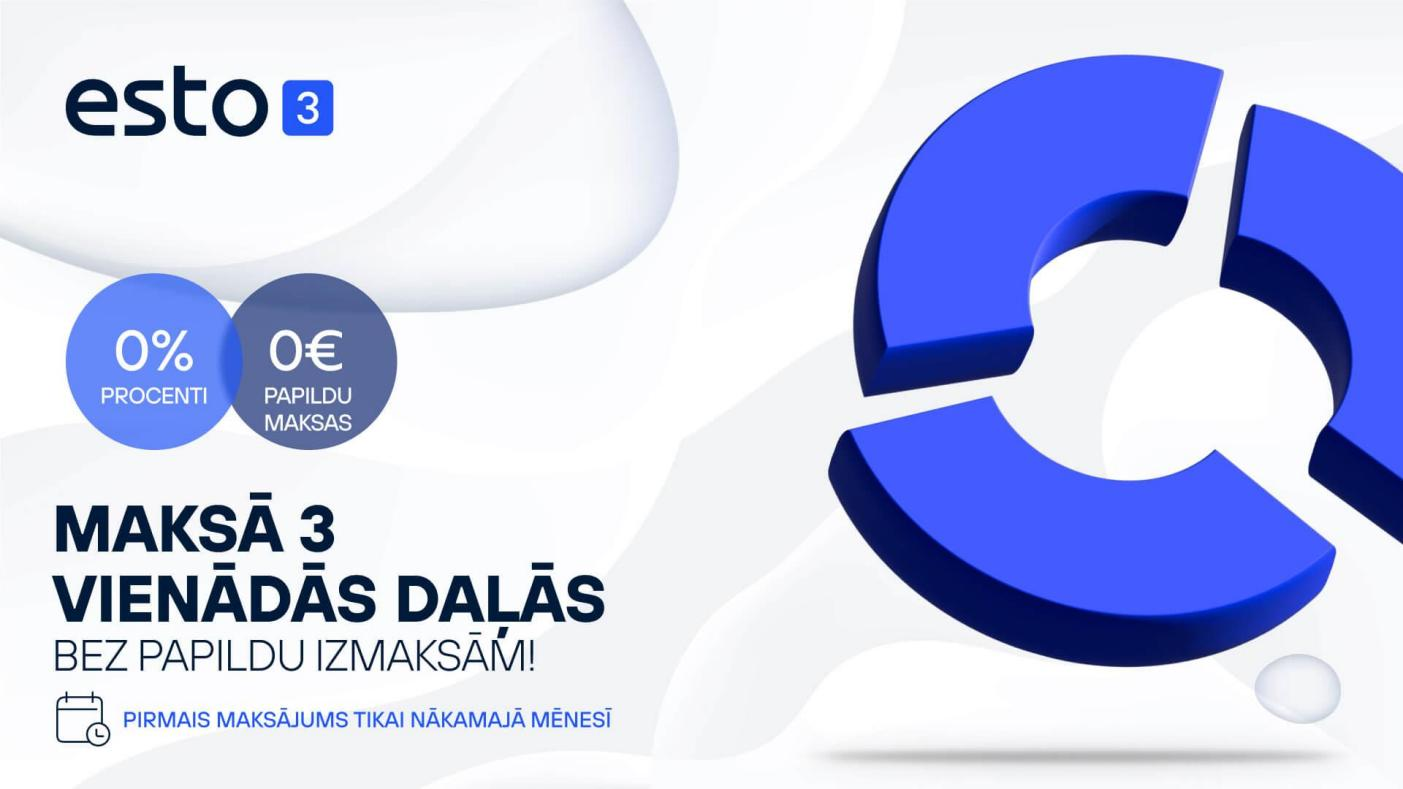 esto 3
0%
PROCENTI
0€
PAPILDU
MAKSAS
MAKSĀ 3
VIENĀDĀS DAĻĀS
BEZ PAPILDU IZMAKSĀM!
PIRMAIS MAKSĀJUMS TIKAI NĀKAMAJĀ MĒNESĪ